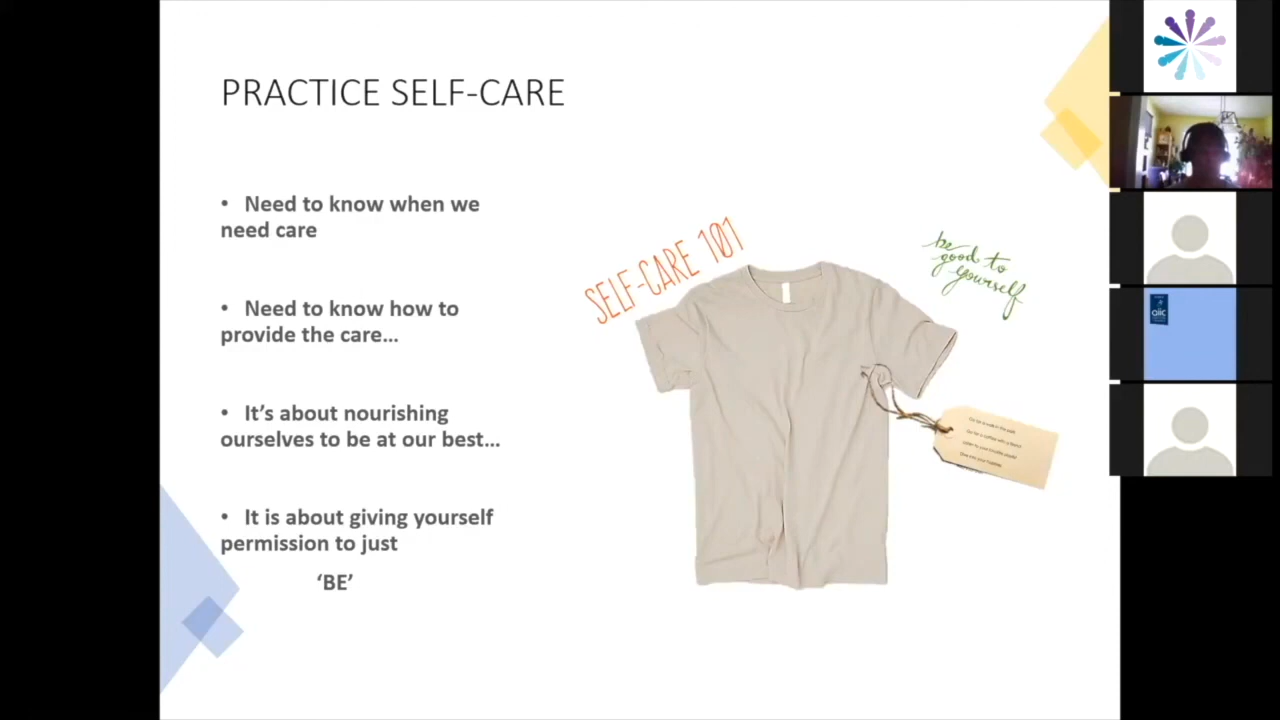 PRACTICE SELF-CARE
• Need to know when we
need care
• Need to know how to
provide the care…
• It’s about nourishing
ourselves to be at our best…
• It is about giving yourself
permission to just
‘BE’
SELF-CARE 101
be
good to
yourself
aiic